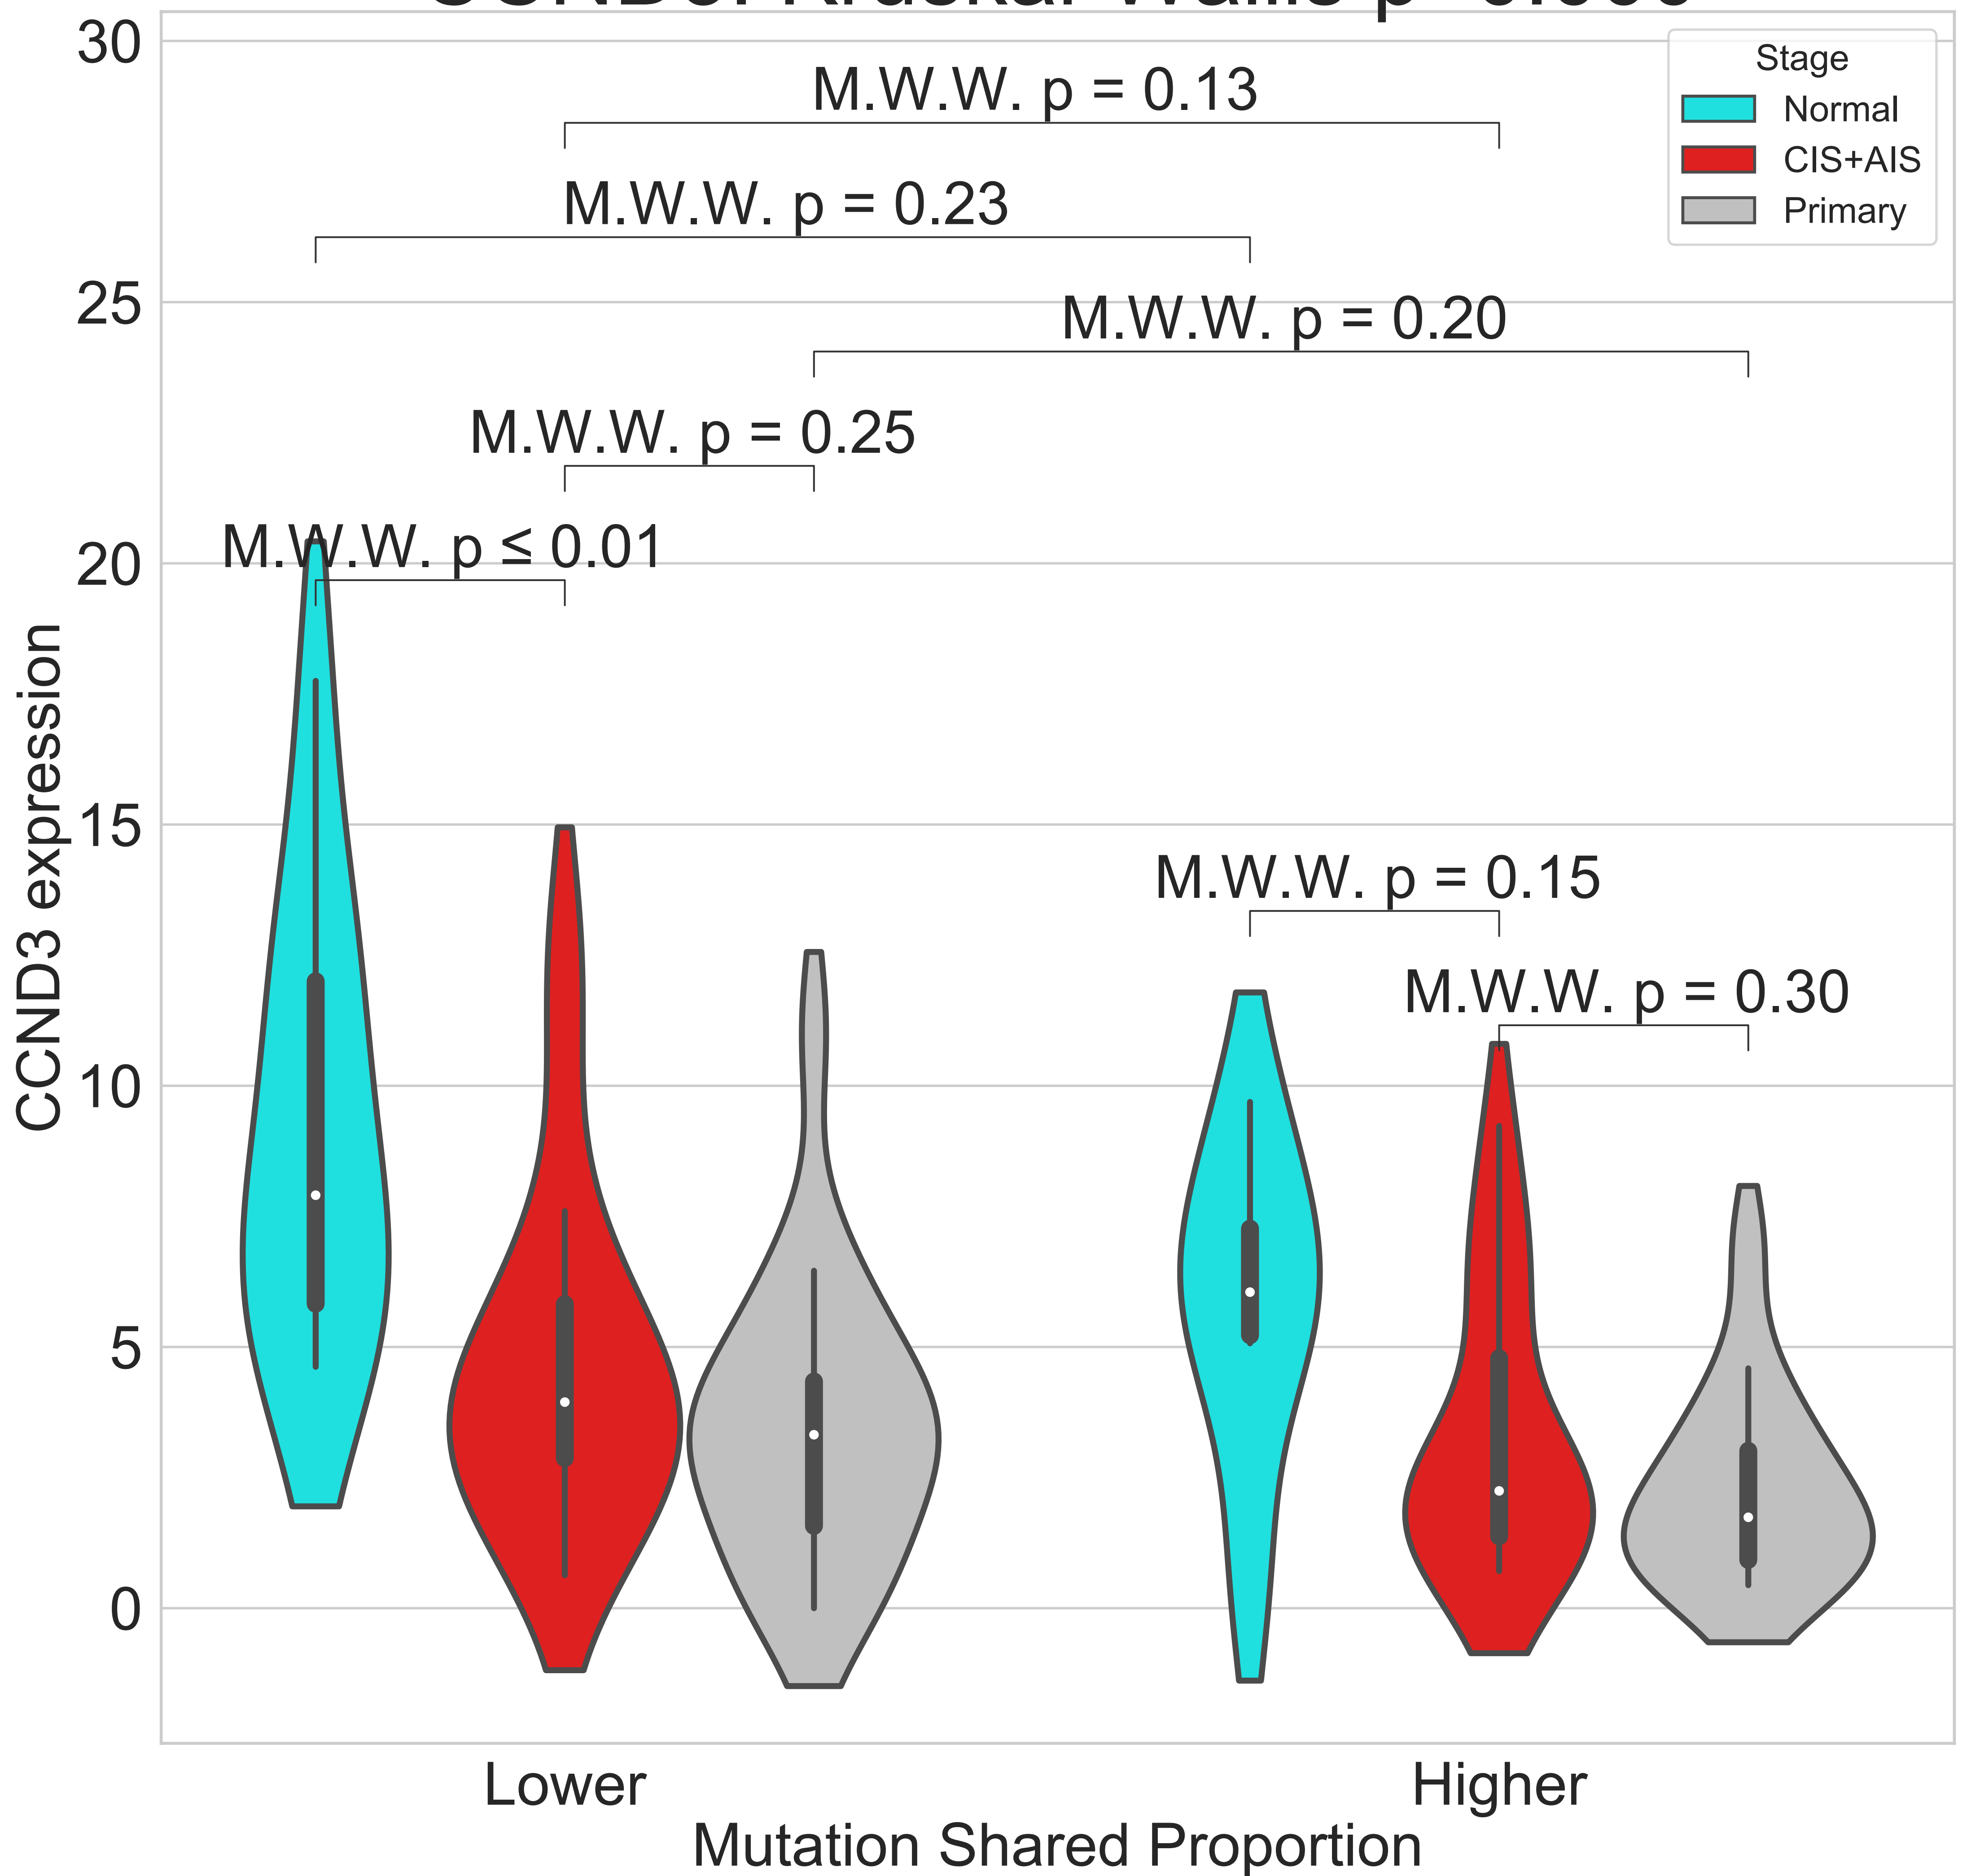 30
25
20
15
10
5
0
CCND3 expression
M.W.W. p = 0.13
M.W.W. p = 0.23
M.W.W. p = 0.20
M.W.W. p = 0.25
M.W.W. p ≤ 0.01
M.W.W. p = 0.15
M.W.W. p = 0.30
Stage
Normal
CIS+AIS
Primary
Lower
Higher
Mutation Shared Proportion